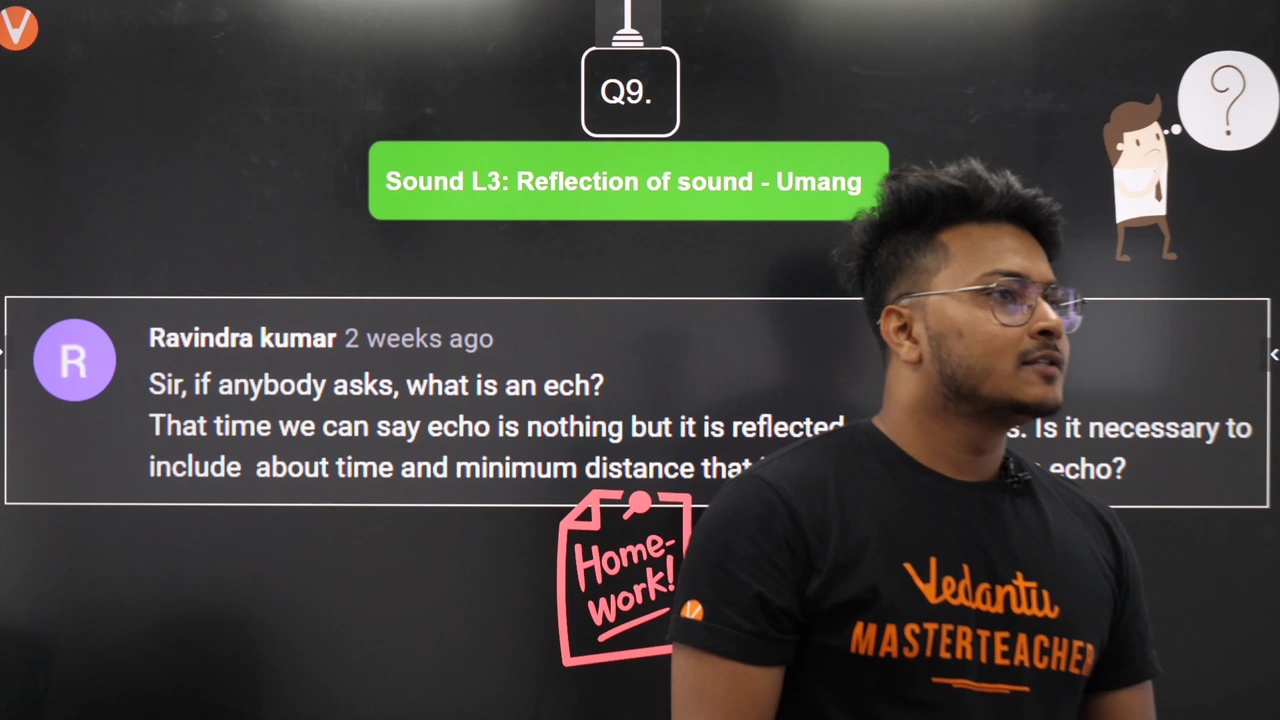 Q9.
?
Sound L3: Reflection of sound - Umang
R
Ravindra kumar 2 weeks ago
Sir, if anybody asks, what is an ech?
That time we can say echo is nothing but it is reflected s. Is it necessary to
include about time and minimum distance that echo?
Home-
work!
Vedantu
MASTERTEACHER